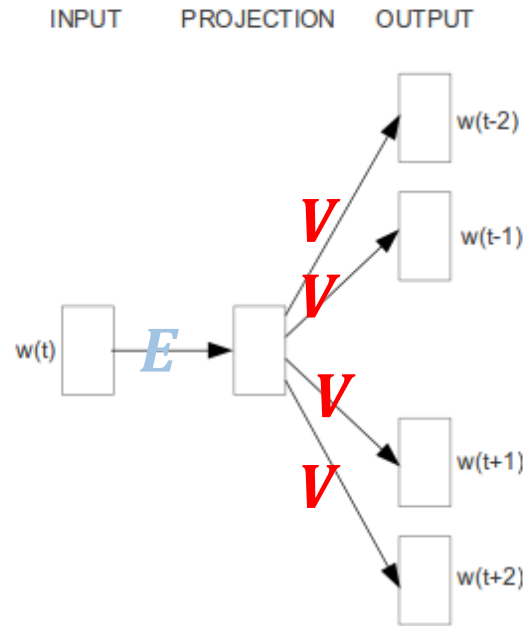 INPUT PROJECTION OUTPUT
w(t-2)
V
w(t-1)
V
w(t) E
V
w(t+1)
V
w(t+2)